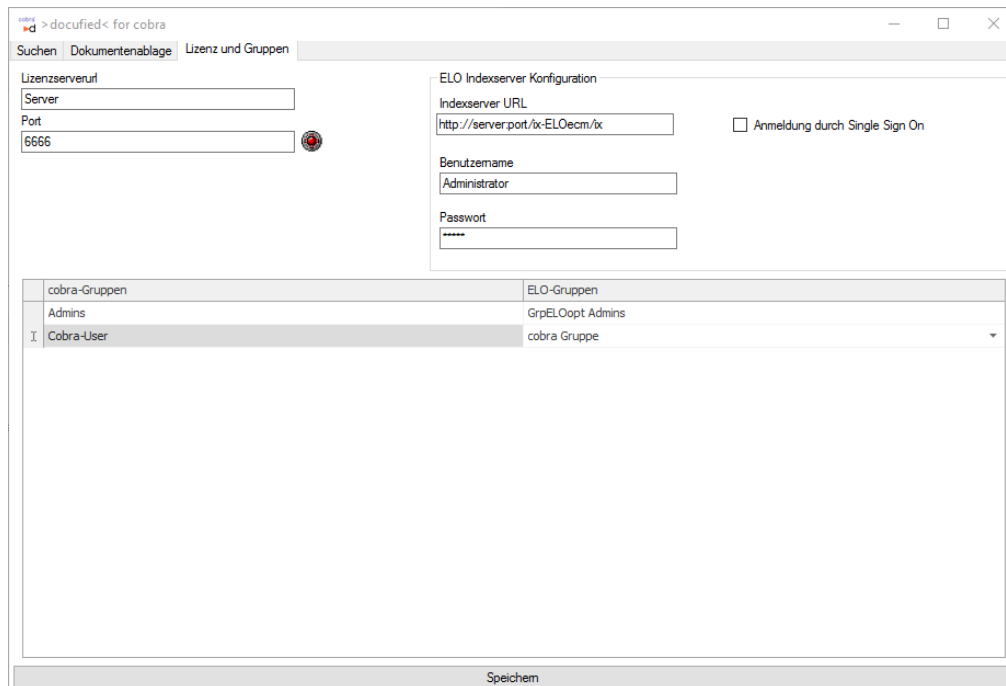 cobra
d
>docufied< for cobra
Suchen Dokumentenablage Lizenz und Gruppen
Lizenzserverurl
Server
Port
6666
ELO Indexserver Konfiguration
Indexserver URL
http://server:port/ix-ELOecm/ix
Anmeldung durch Single Sign On
Benutzername
Administrator
Passwort
*****
cobra-Gruppen ELO-Gruppen
Admins GrpELOopt Admins
Cobra-User cobra Gruppe
Speichern